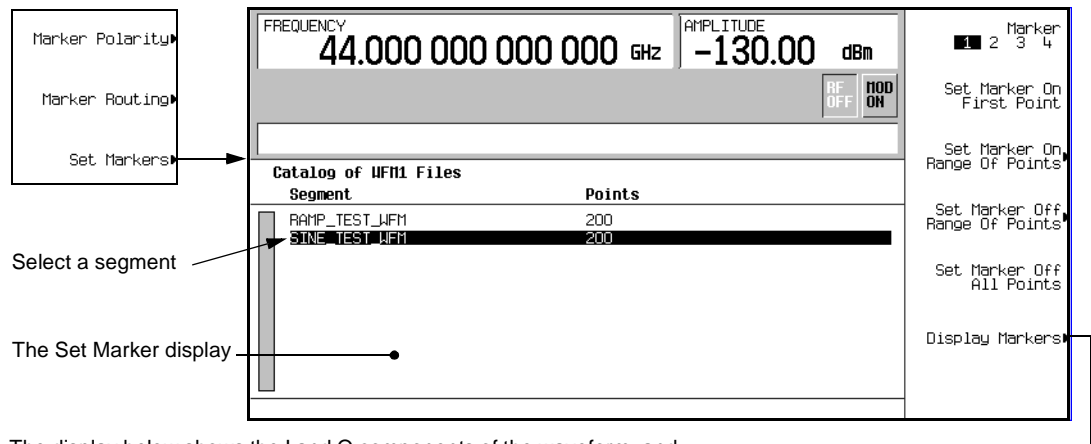 Marker Polarity
Marker Routing
Set Markers
Select a segment
The Set Marker display
FREQUENCY
44.000 000 000 000 GHz
AMPLITUDE
-130.00 dBm
RF OFF
MOD ON
Catalog of WFM1 Files
Segment Points
RAMP_TEST_WFM 200
SINE_TEST_WFM 200
Marker
1 2 3 4
Set Marker On
First Point
Set Marker On
Range Of Points
Set Marker Off
Range Of Points
Set Marker Off
All Points
Display Markers